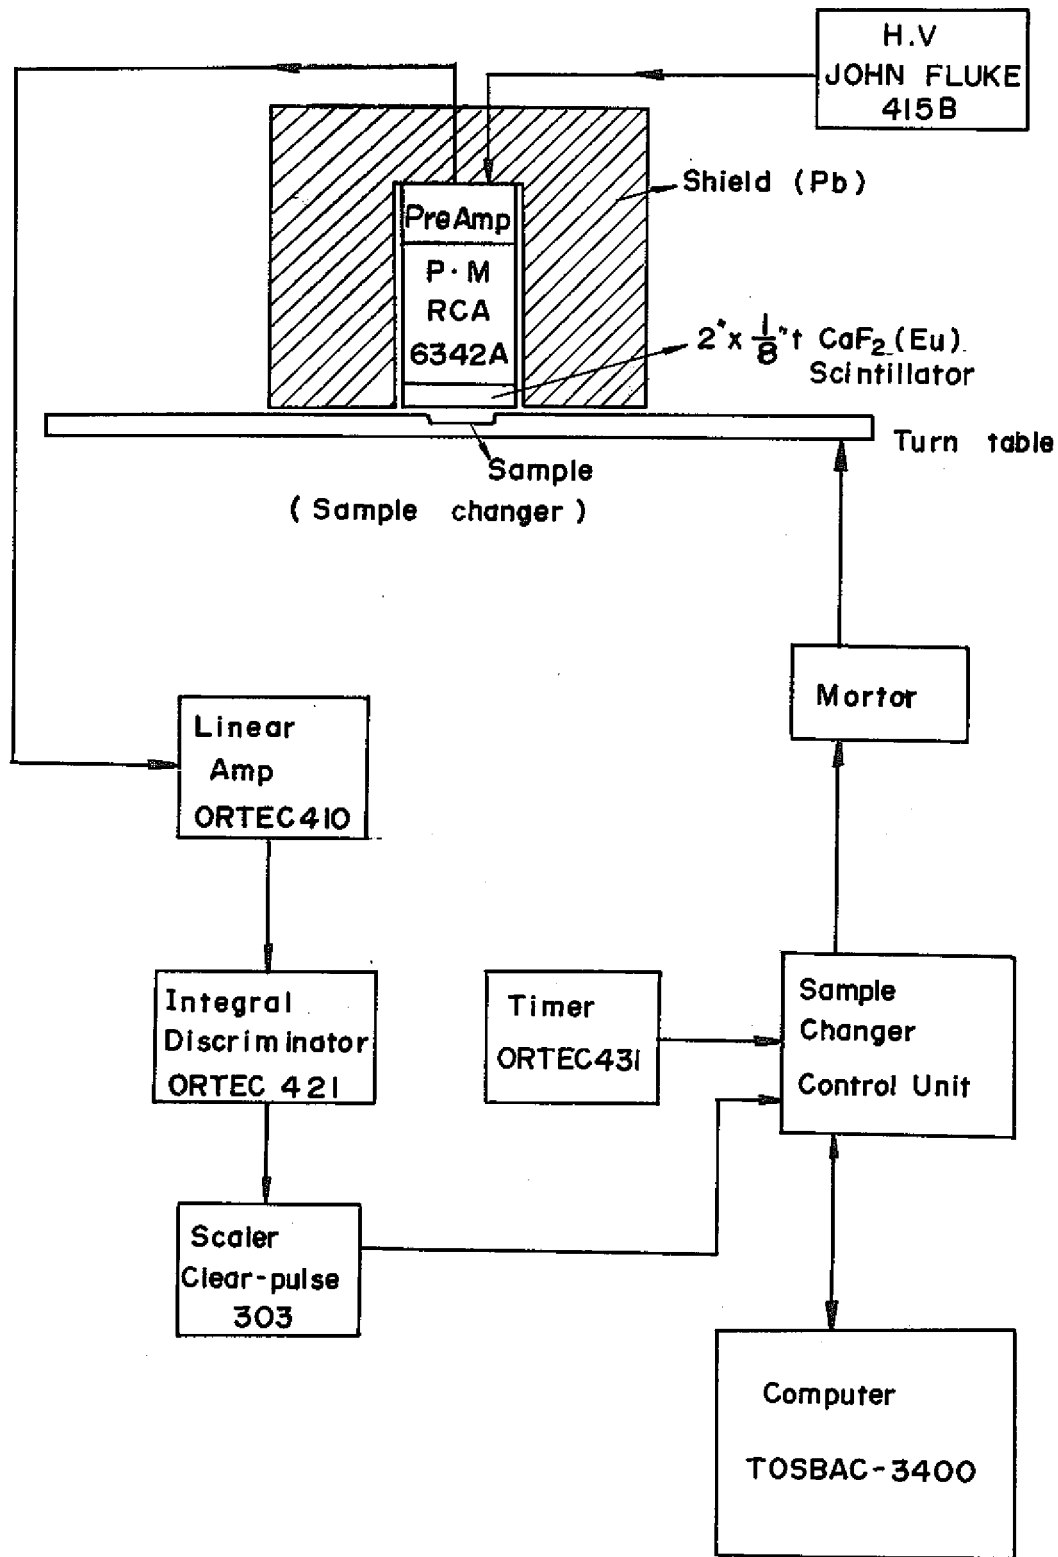 H.V
JOHN FLUKE
415B
Shield (Pb)
PreAmp
P·M
RCA
6342A
2"x 1/8"t CaF₂(Eu)
Scintillator
Turn table
Sample
(Sample changer)
Mortor
Linear
Amp
ORTEC410
Integral
Discriminator
ORTEC 421
Timer
ORTEC431
Sample
Changer
Control Unit
Scaler
Clear-pulse
303
Computer
TOSBAC-3400